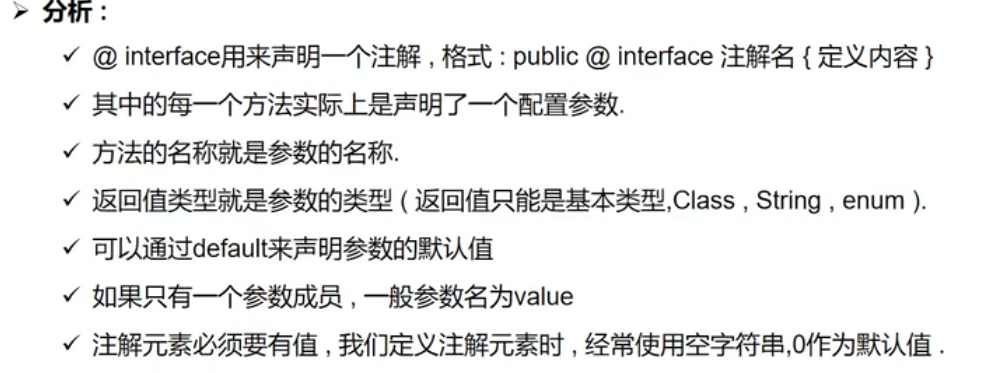 ➢ 分析 :
✓ @ interface用来声明一个注解 , 格式 : public @ interface 注解名 { 定义内容 }
✓ 其中的每一个方法实际上是声明了一个配置参数.
✓ 方法的名称就是参数的名称.
✓ 返回值类型就是参数的类型 ( 返回值只能是基本类型,Class , String , enum ).
✓ 可以通过default来声明参数的默认值
✓ 如果只有一个参数成员 , 一般参数名为value
✓ 注解元素必须要有值 , 我们定义注解元素时 , 经常使用空字符串,0作为默认值 .